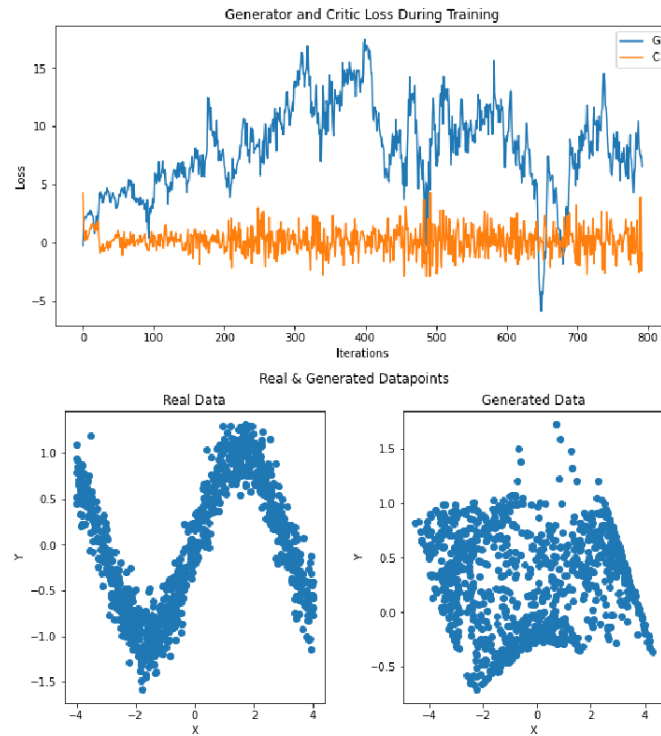 Generator and Critic Loss During Training
G
C
15
10
5
0
−5
Loss
0 100 200 300 400 500 600 700 800
Iterations
Real & Generated Datapoints
Real Data
1.0
0.5
0.0
−0.5
−1.0
−1.5
Y
−4 −2 0 2 4
X
Generated Data
1.5
1.0
0.5
0.0
−0.5
Y
−4 −2 0 2 4
X